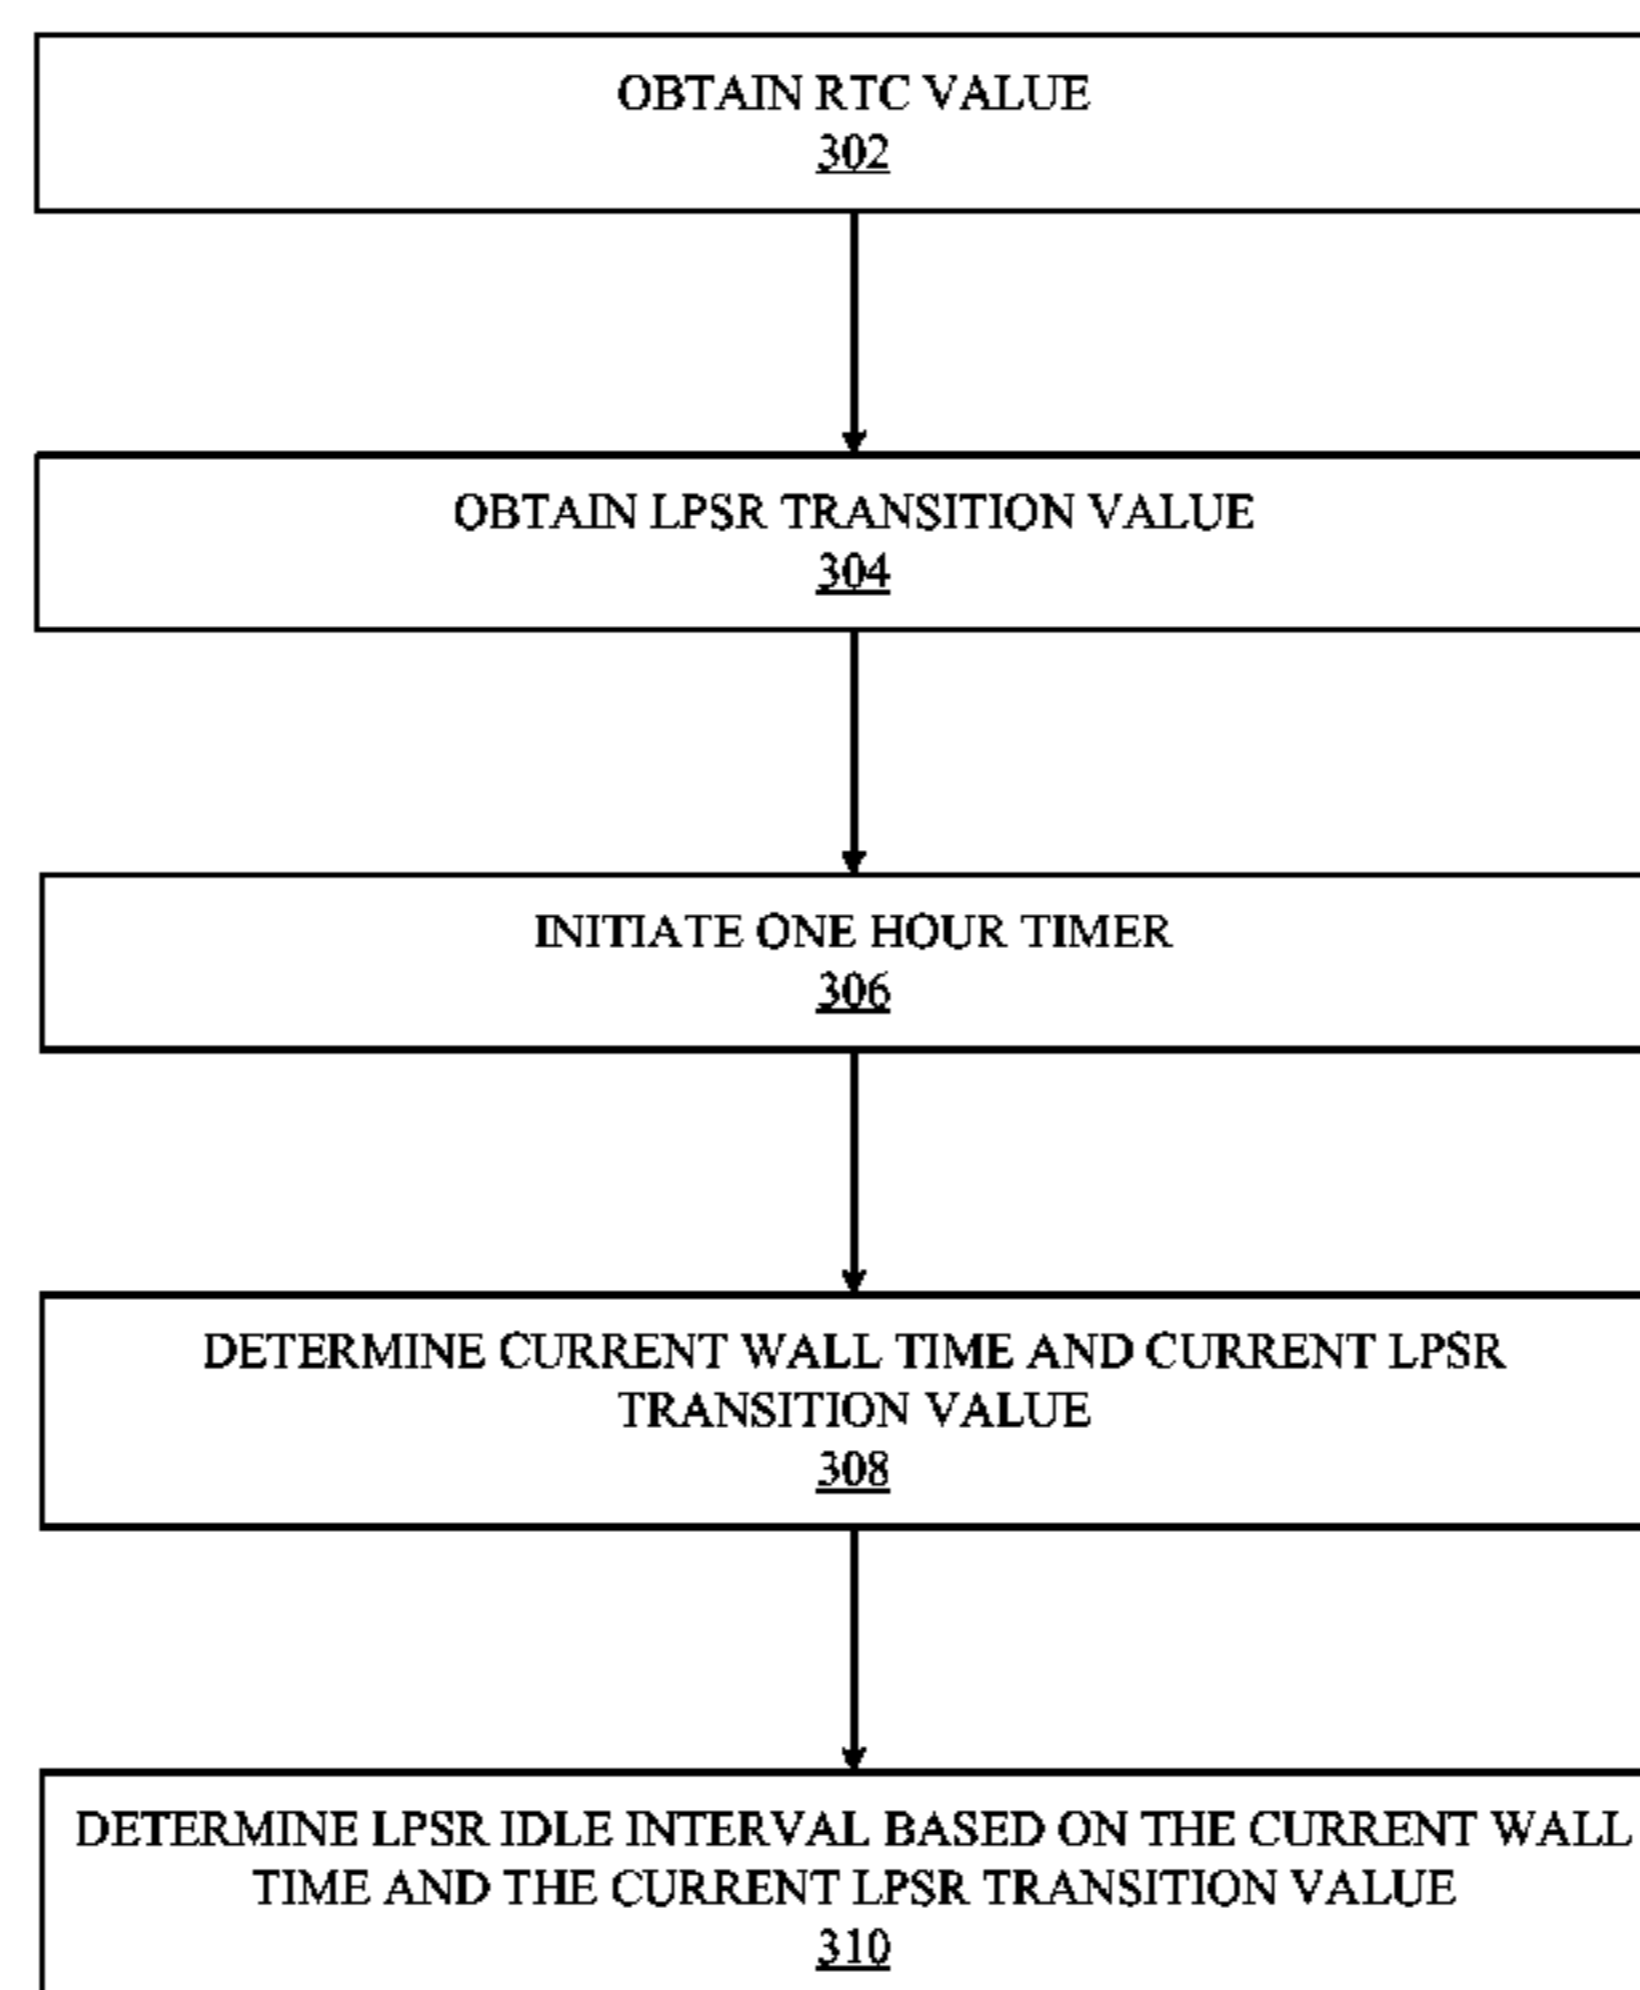 OBTAIN RTC VALUE
302
OBTAIN LPSR TRANSITION VALUE
304
INITIATE ONE HOUR TIMER
306
DETERMINE CURRENT WALL TIME AND CURRENT LPSR
TRANSITION VALUE
308
DETERMINE LPSR IDLE INTERVAL BASED ON THE CURRENT WALL
TIME AND THE CURRENT LPSR TRANSITION VALUE
310